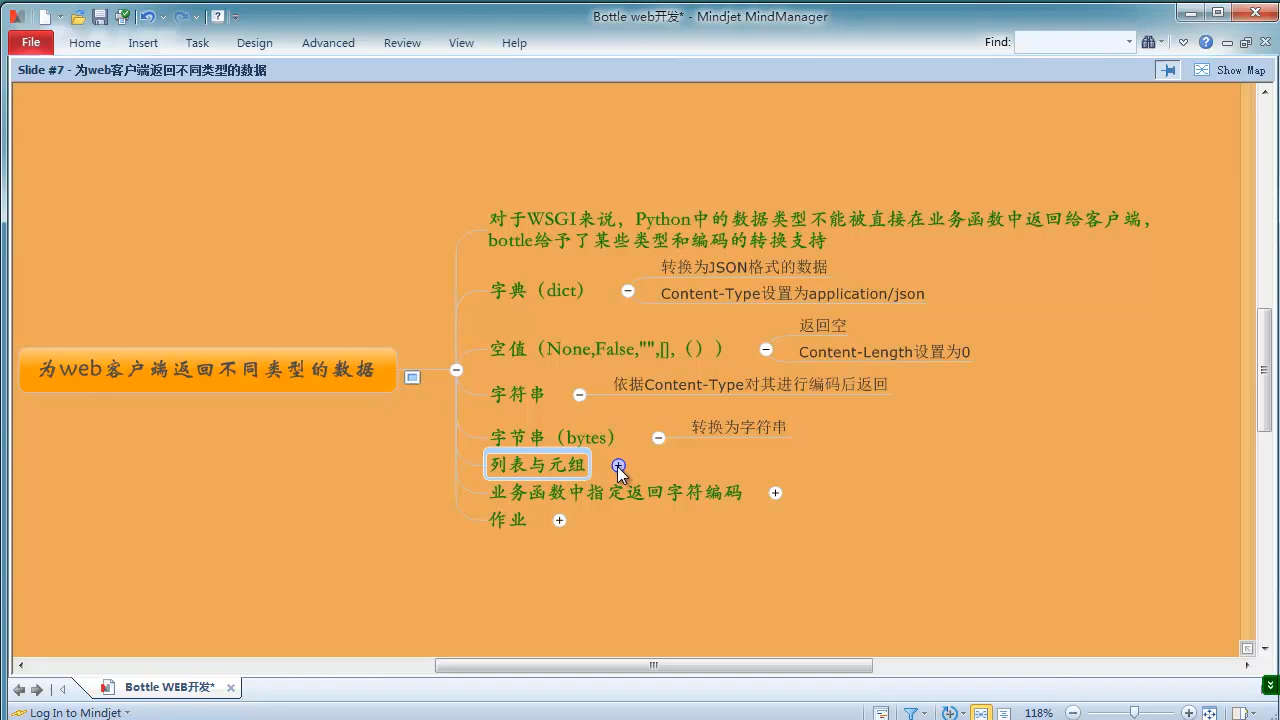 Bottle web开发* - Mindjet MindManager
File Home Insert Task Design Advanced Review View Help Find:
Slide #7 - 为web客户端返回不同类型的数据 Show Map
对于WSGI来说，Python中的数据类型不能被直接在业务函数中返回给客户端，
bottle给予了某些类型和编码的转换支持
转换为JSON格式的数据
字典（dict）
Content-Type设置为application/json
返回空
空值（None,False,"",[],（））
Content-Length设置为0
为web客户端返回不同类型的数据
依据Content-Type对其进行编码后返回
字符串
转换为字符串
字节串（bytes）
列表与元组
业务函数中指定返回字符编码
作业
Bottle WEB开发*
Log In to Mindjet 118%